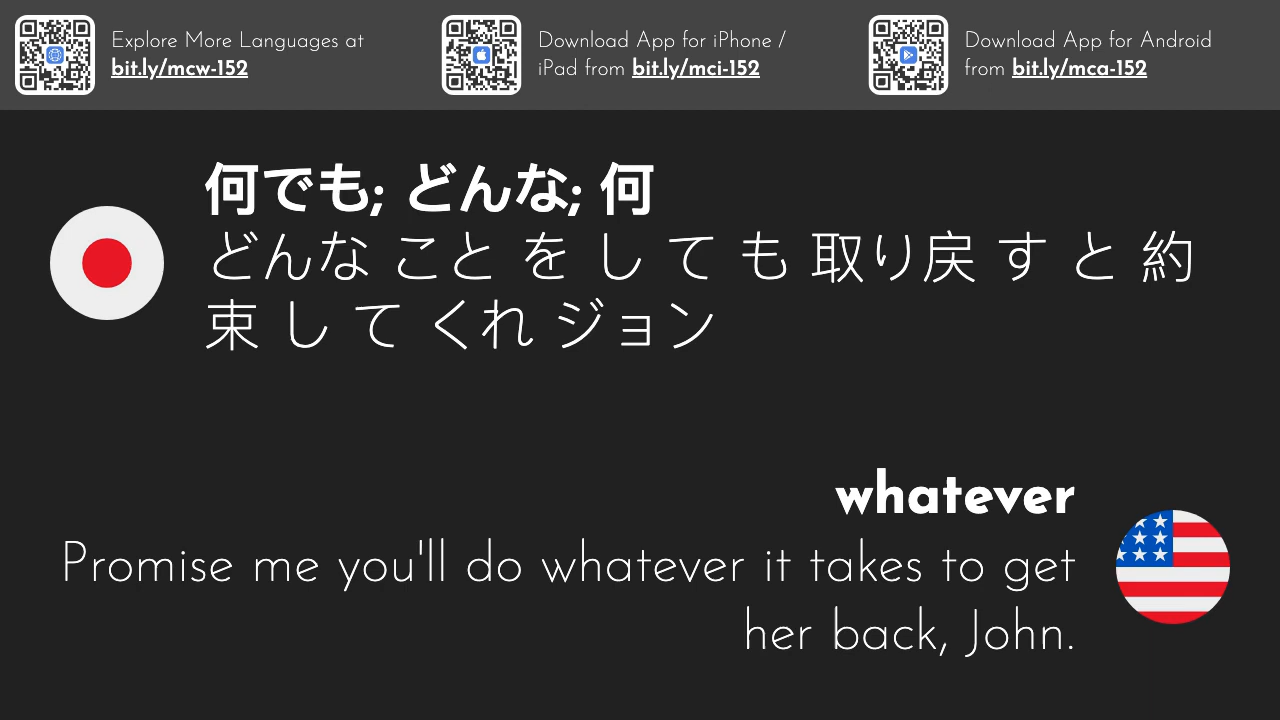 Explore More Languages at
bit.ly/mcw-152
Download App for iPhone /
iPad from bit.ly/mci-152
Download App for Android
from bit.ly/mca-152
何でも; どんな; 何
どんな こと を し て も 取り戻 す と 約
束 し て くれ ジョン
whatever
Promise me you'll do whatever it takes to get
her back, John.